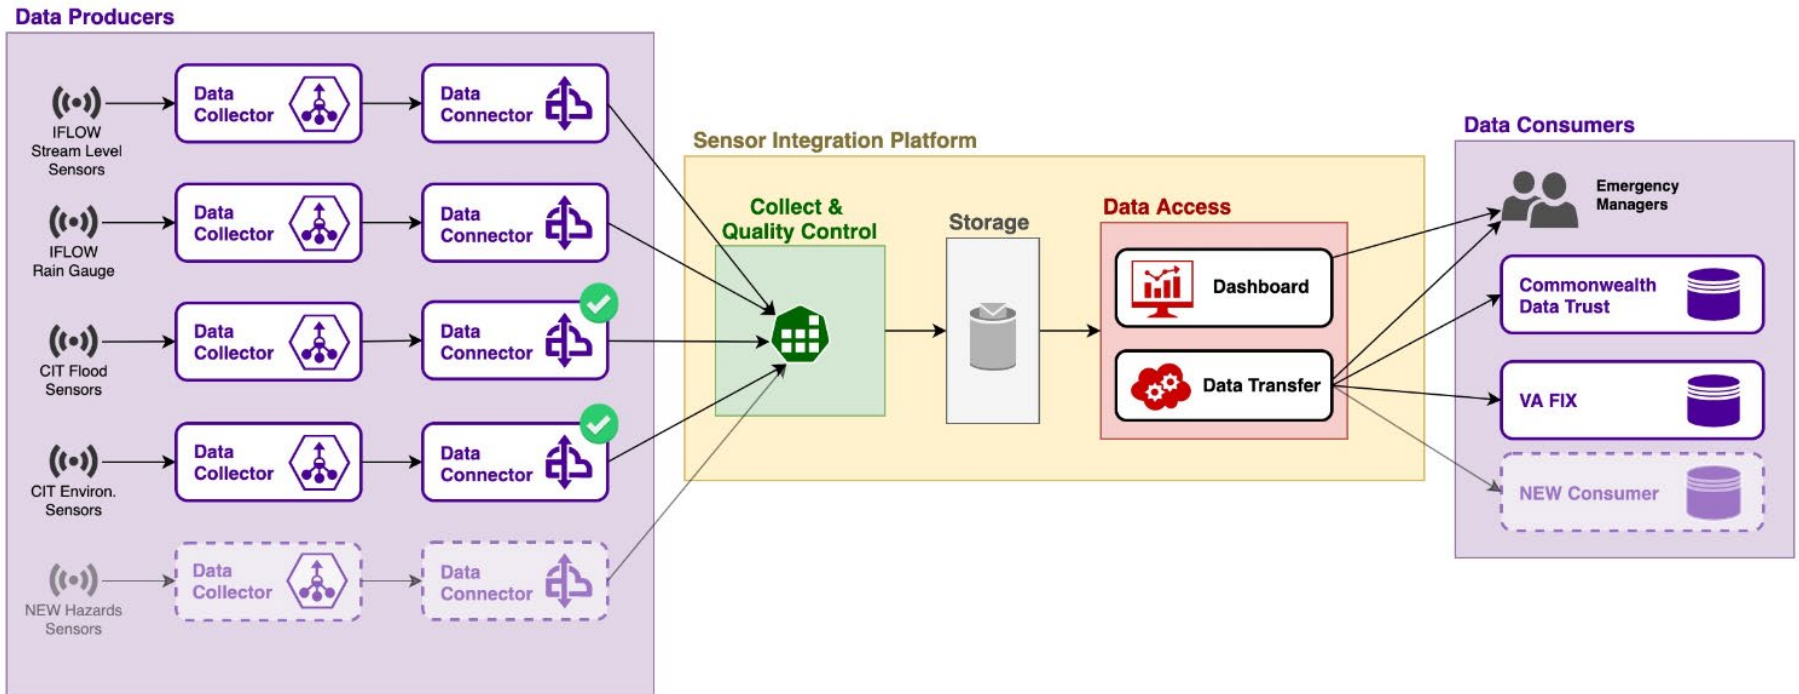 Data Producers
IFLOW
Stream Level
Sensors
Data
Collector
Data
Connector
IFLOW
Rain Gauge
Data
Collector
Data
Connector
CIT Flood
Sensors
Data
Collector
Data
Connector
CIT Environ.
Sensors
Data
Collector
Data
Connector
NEW Hazards
Sensors
Data
Collector
Data
Connector
Sensor Integration Platform
Collect &
Quality Control
Storage
Data Access
Dashboard
Data Transfer
Data Consumers
Emergency
Managers
Commonwealth
Data Trust
VA FIX
NEW Consumer